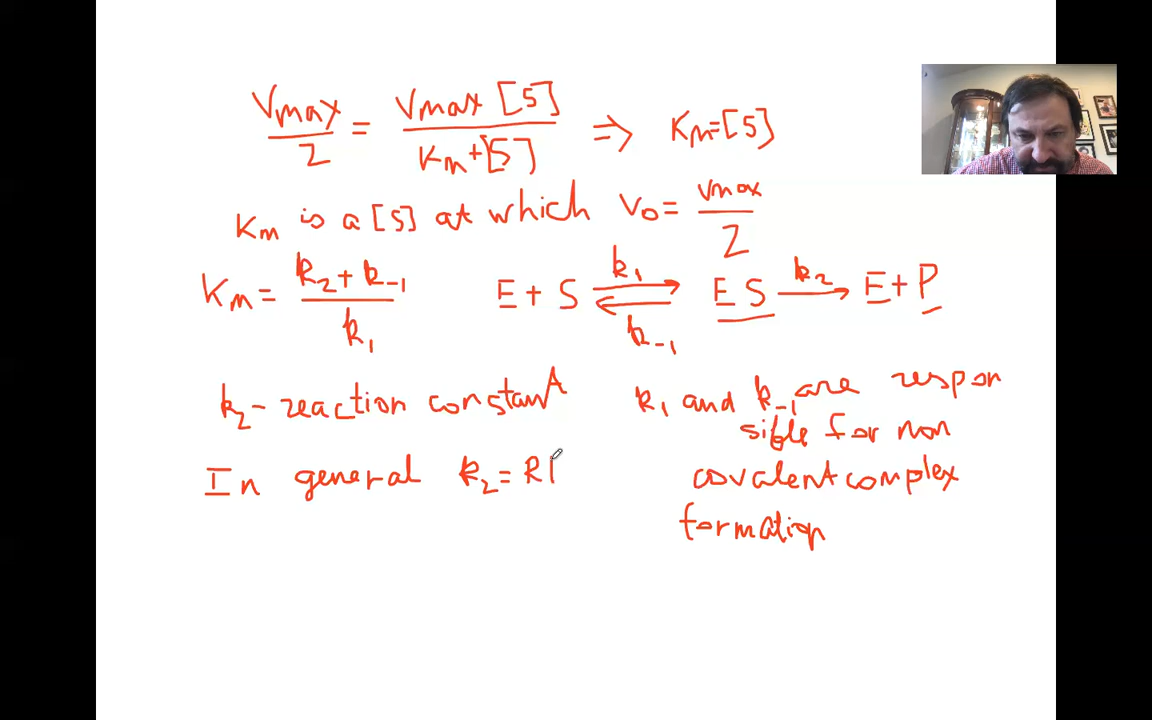 Vmax/2 = Vmax [S]/Km+[S] ⇒ Km=[S]
Km is a [S] at which V0= Vmax/2
Km= k2+k-1/k1 E+S k1 ⇌ k-1 ES k2 → E+P
k2-reaction constant
In general k2=RD
k1 and k-1 are respon
sible for non
covalent complex
formation